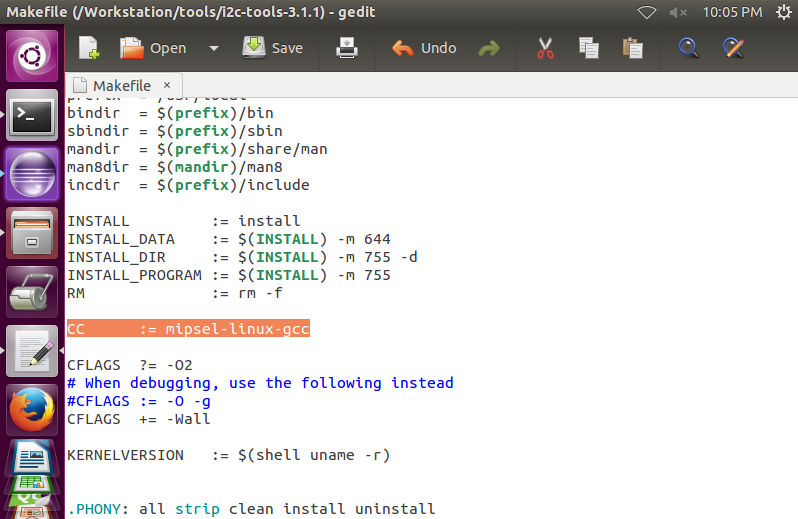 Makefile (/Workstation/tools/i2c-tools-3.1.1) - gedit
10:05 PM
Open
Save
Undo
Makefile ×
prefix = /usr/local
bindir = $(prefix)/bin
sbindir = $(prefix)/sbin
mandir = $(prefix)/share/man
man8dir = $(mandir)/man8
incdir = $(prefix)/include
INSTALL := install
INSTALL_DATA := $(INSTALL) -m 644
INSTALL_DIR := $(INSTALL) -m 755 -d
INSTALL_PROGRAM := $(INSTALL) -m 755
RM := rm -f
CC := mipsel-linux-gcc
CFLAGS ?= -O2
# When debugging, use the following instead
#CFLAGS := -O -g
CFLAGS += -Wall
KERNELVERSION := $(shell uname -r)
.PHONY: all strip clean install uninstall